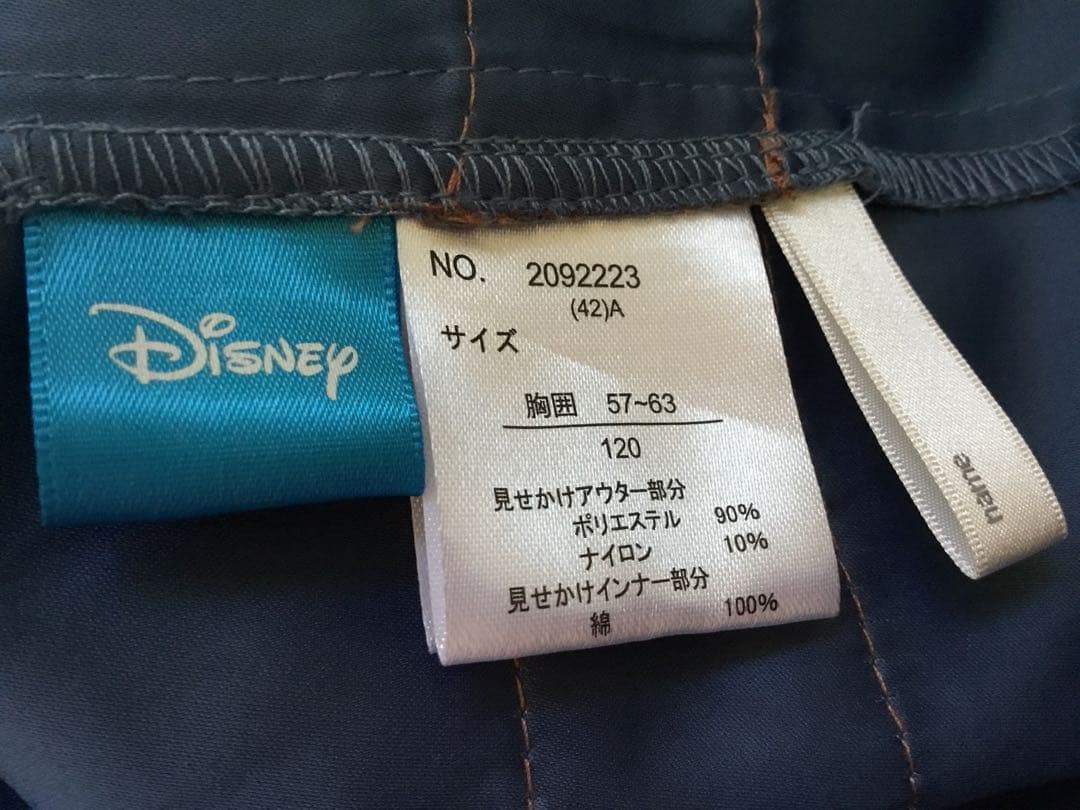 Disney
NO. 2092223
(42)A
サイズ
胸囲 57~63
120
見せかけアウター部分
ポリエステル 90%
ナイロン 10%
見せかけインナー部分
綿 100%
name